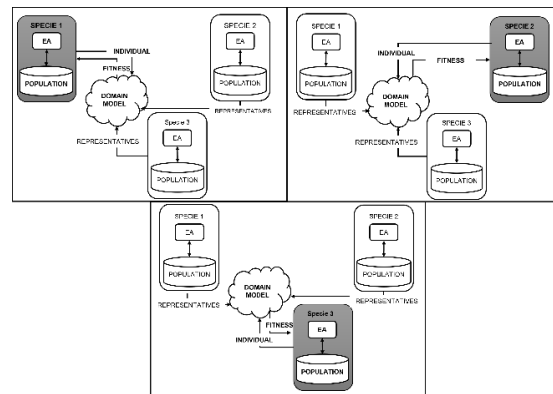 SPECIE 1
EA
POPULATION
INDIVIDUAL
FITNESS
DOMAIN
MODEL
SPECIE 2
EA
POPULATION
REPRESENTATIVES
REPRESENTATIVES
Specie 3
EA
POPULATION
SPECIE 1
EA
POPULATION
REPRESENTATIVES
INDIVIDUAL
FITNESS
DOMAIN
MODEL
SPECIE 2
EA
POPULATION
REPRESENTATIVES
SPECIE 3
EA
POPULATION
SPECIE 1
EA
POPULATION
REPRESENTATIVES
DOMAIN
MODEL
SPECIE 2
EA
POPULATION
REPRESENTATIVES
FITNESS
INDIVIDUAL
Specie 3
EA
POPULATION